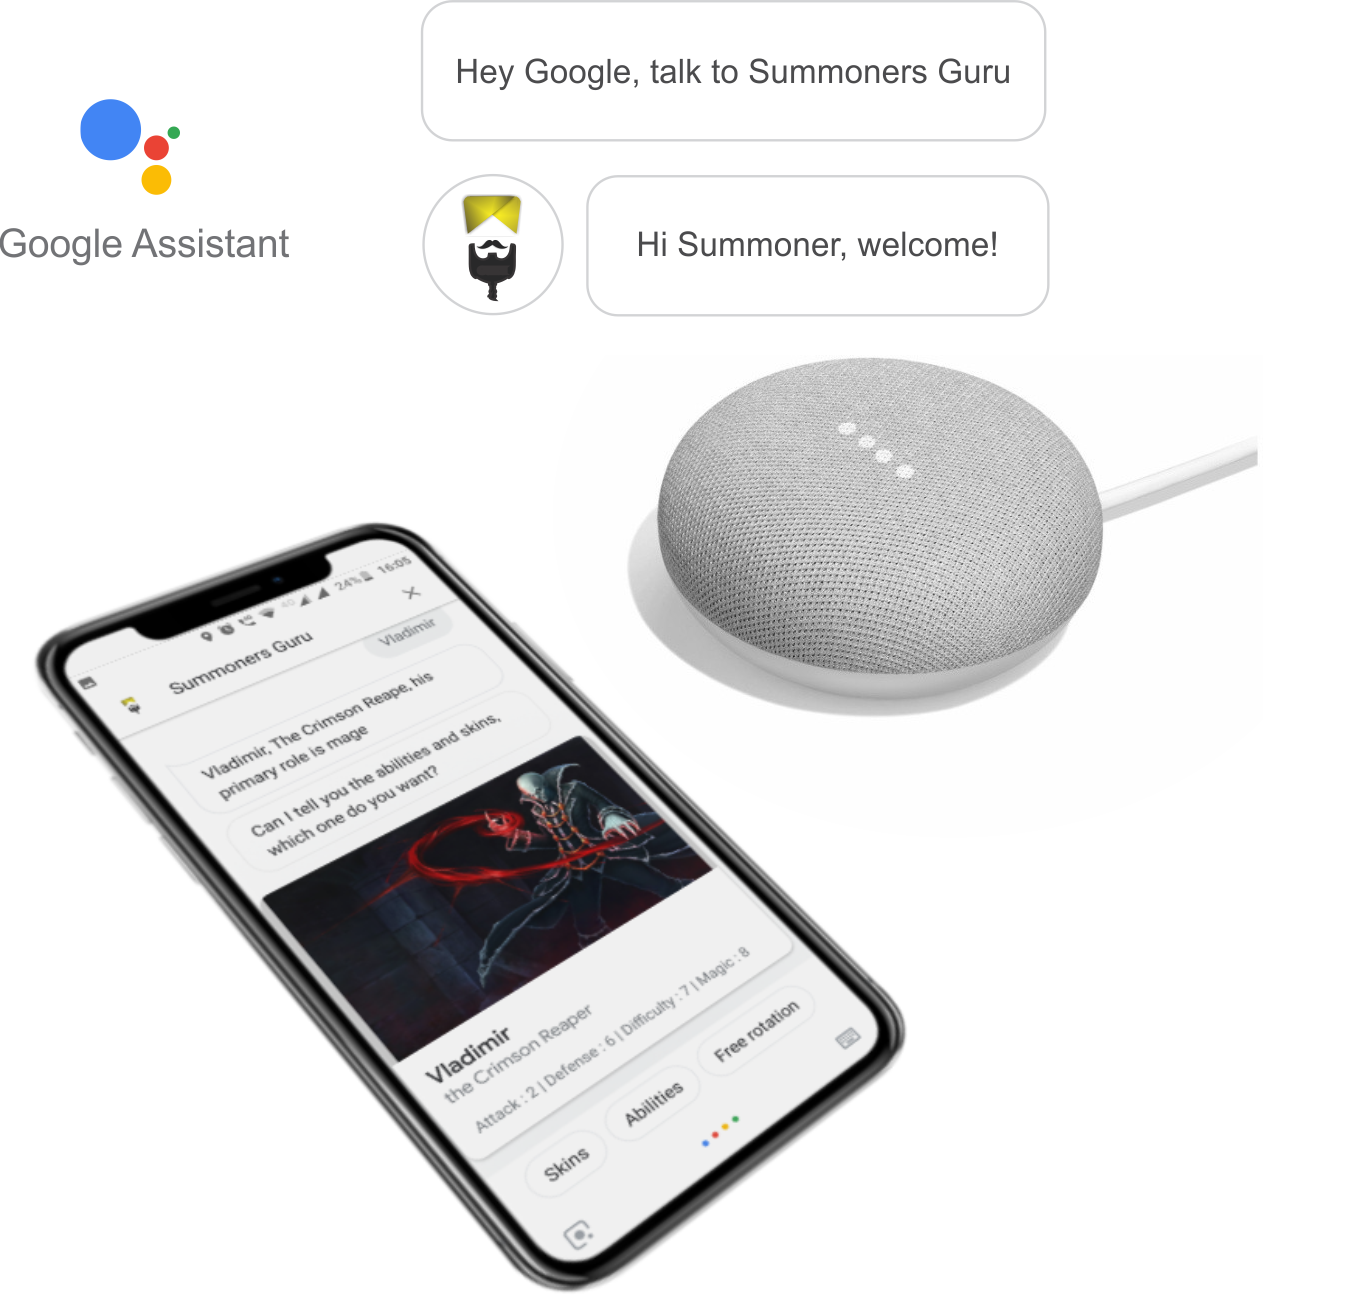 Hey Google, talk to Summoners Guru
Google Assistant
Hi Summoner, welcome!
24% 16:05
Summoners Guru
Vladimir
Vladimir, The Crimson Reape, his
primary role is mage
Can I tell you the abilities and skins,
which one do you want?
Vladimir
the Crimson Reaper
Attack : 2 | Defense : 6 | Difficulty : 7 | Magic : 8
Skins
Abilities
Free rotation